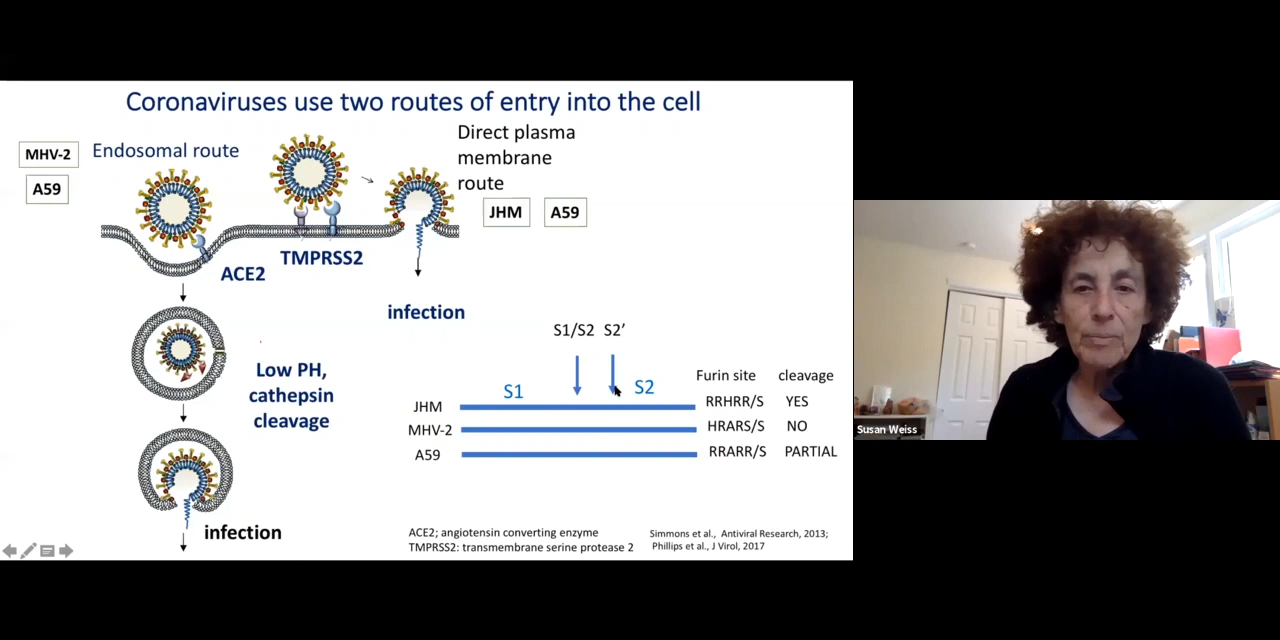 Coronaviruses use two routes of entry into the cell
MHV-2
A59
Endosomal route
Direct plasma
membrane
route
JHM
A59
ACE2
TMPRSS2
infection
Low PH,
cathepsin
cleavage
infection
S1/S2
S2’
S1
S2
Furin site
cleavage
JHM
RRHRR/S
YES
MHV-2
HRARS/S
NO
A59
RRARR/S
PARTIAL
ACE2; angiotensin converting enzyme
TMPRSS2: transmembrane serine protease 2
Simmons et al., Antiviral Research, 2013;
Phillips et al., J Virol, 2017
Susan Weiss